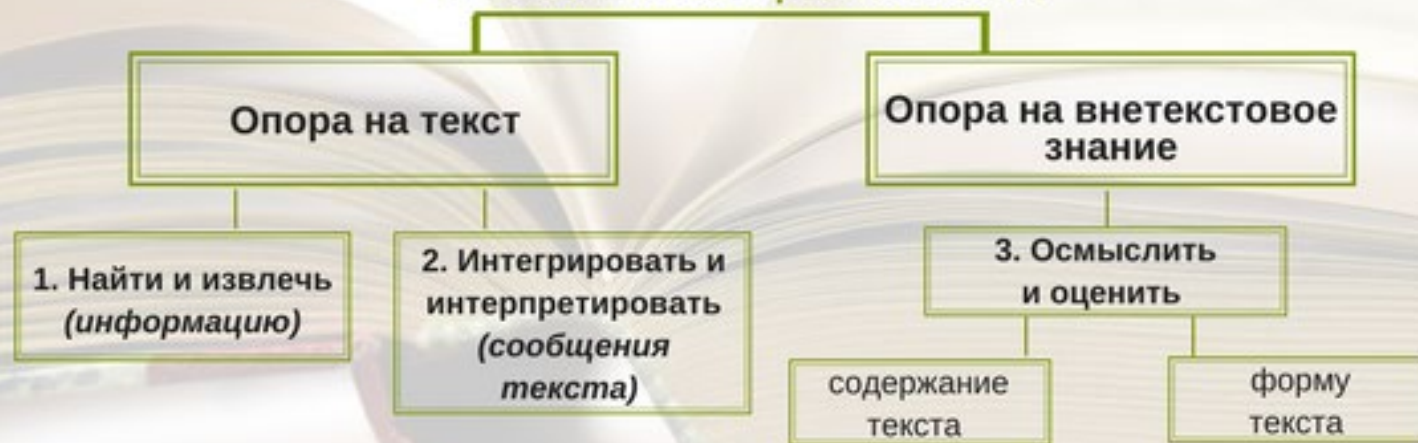 Опора на текст
Опора на внетекстовое
знание
1. Найти и извлечь
(информацию)
2. Интегрировать и
интерпретировать
(сообщения
текста)
3. Осмыслить
и оценить
содержание
текста
форму
текста